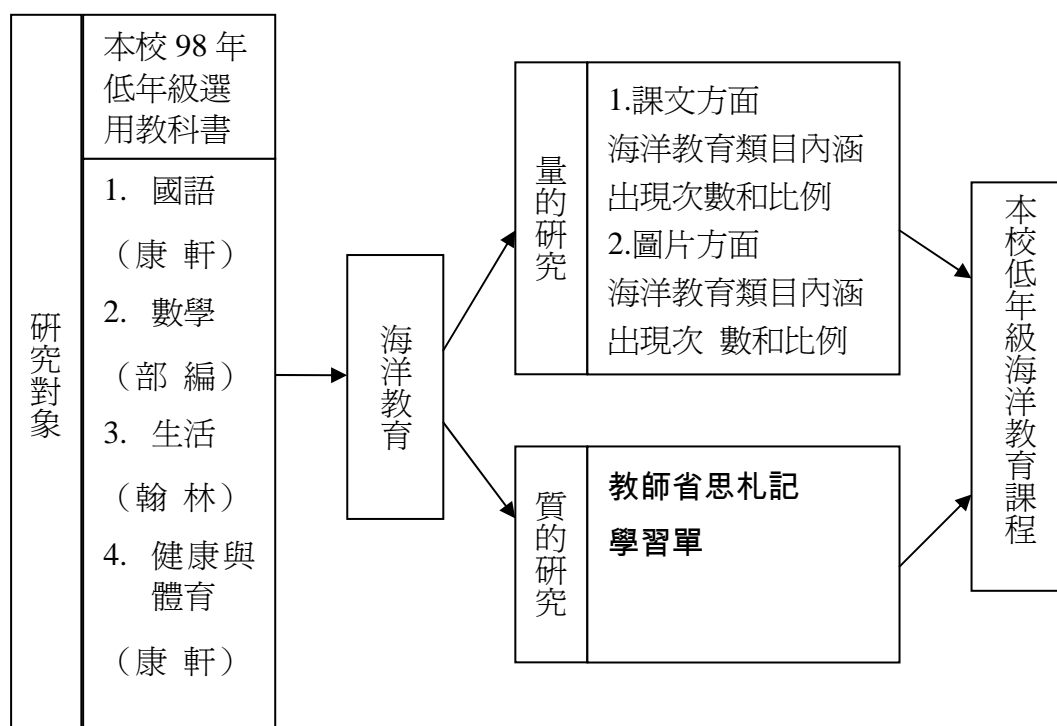 研究對象
本校 98 年
低年級選
用教科書
1. 國語
（康 軒）
2. 數學
（部 編）
3. 生活
（翰 林）
4. 健康與
體育
（康 軒）
海洋教育
量的研究
1.課文方面
海洋教育類目內涵
出現次數和比例
2.圖片方面
海洋教育類目內涵
出現次 數和比例
質的研究
教師省思札記
學習單
本校低年級海洋教育課程